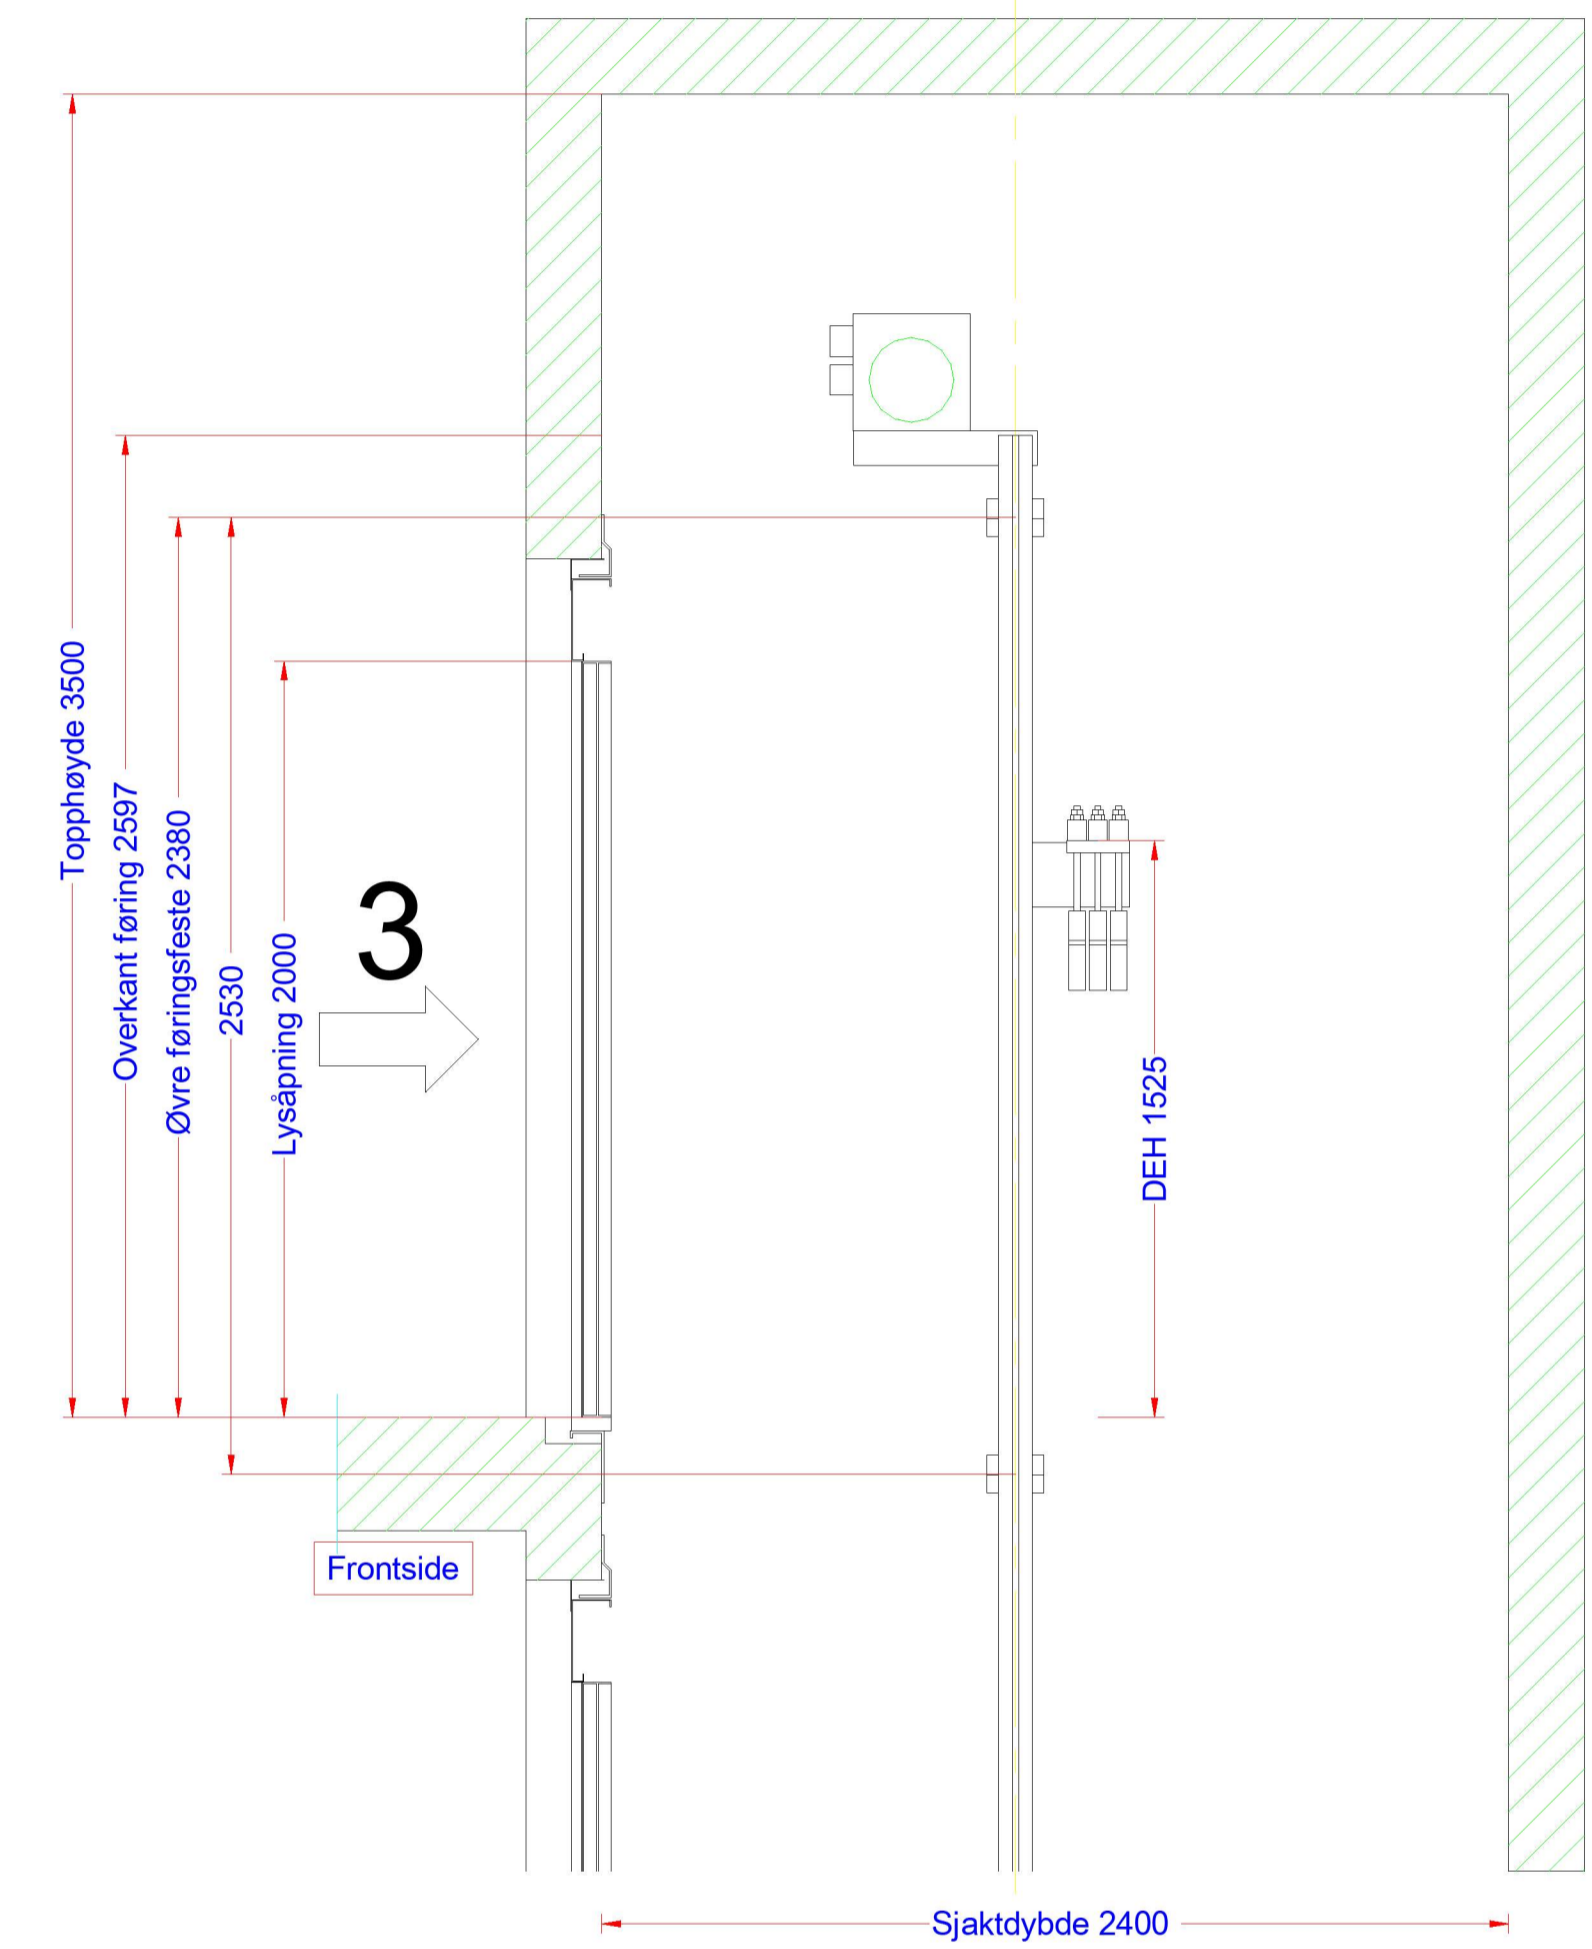 Topphøyde 3500
Overkant føring 2597
Øvre føringsfeste 2380
2530
Lysåpning 2000
3
DEH 1525
Frontside
Sjaktdybde 2400